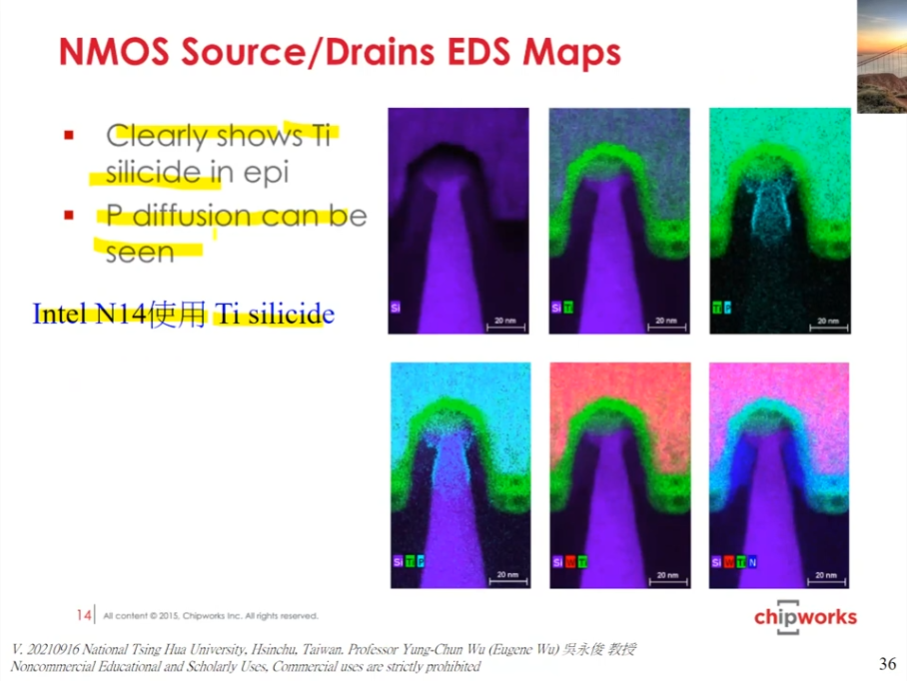 NMOS Source/Drains EDS Maps
Clearly shows Ti
silicide in epi
P diffusion can be
seen
Intel N14使用 Ti silicide
Si
20 nm
Si Ti
20 nm
Ti P
20 nm
Si Ti P
20 nm
Si W Ti
20 nm
Si W Ti N
20 nm
14 All content © 2015, Chipworks Inc. All rights reserved.
chipworks
V. 20210916 National Tsing Hua University, Hsinchu, Taiwan. Professor Yung-Chun Wu (Eugene Wu) 吳永俊 教授
Noncommercial Educational and Scholarly Uses, Commercial uses are strictly prohibited
36